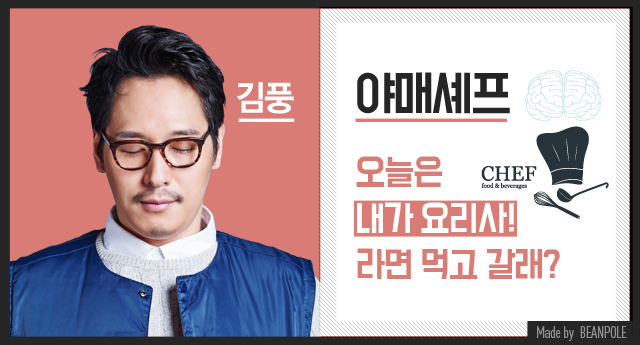 김풍
야매셰프
CHEF
food & beverages
오늘은
내가 요리사!
라면 먹고 갈래?
Made by BEANPOLE